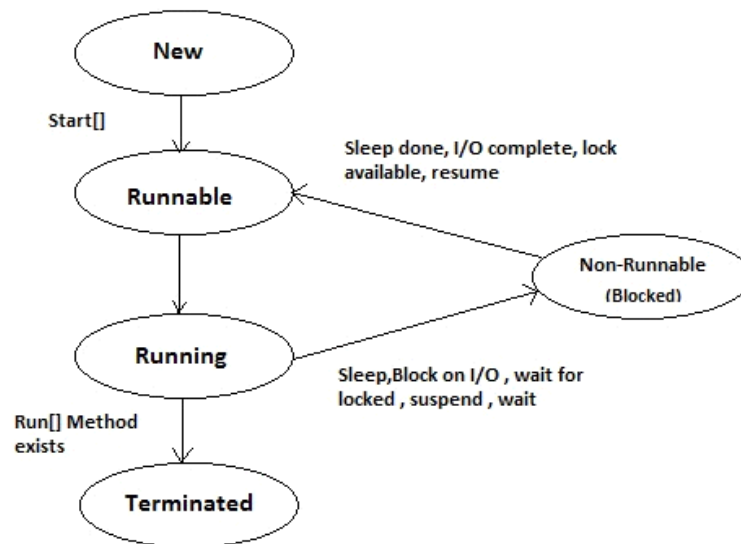 New
Start[]
Sleep done, I/O complete, lock
available, resume
Runnable
Non-Runnable
(Blocked)
Running
Sleep,Block on I/O , wait for
locked , suspend , wait
Run[] Method
exists
Terminated